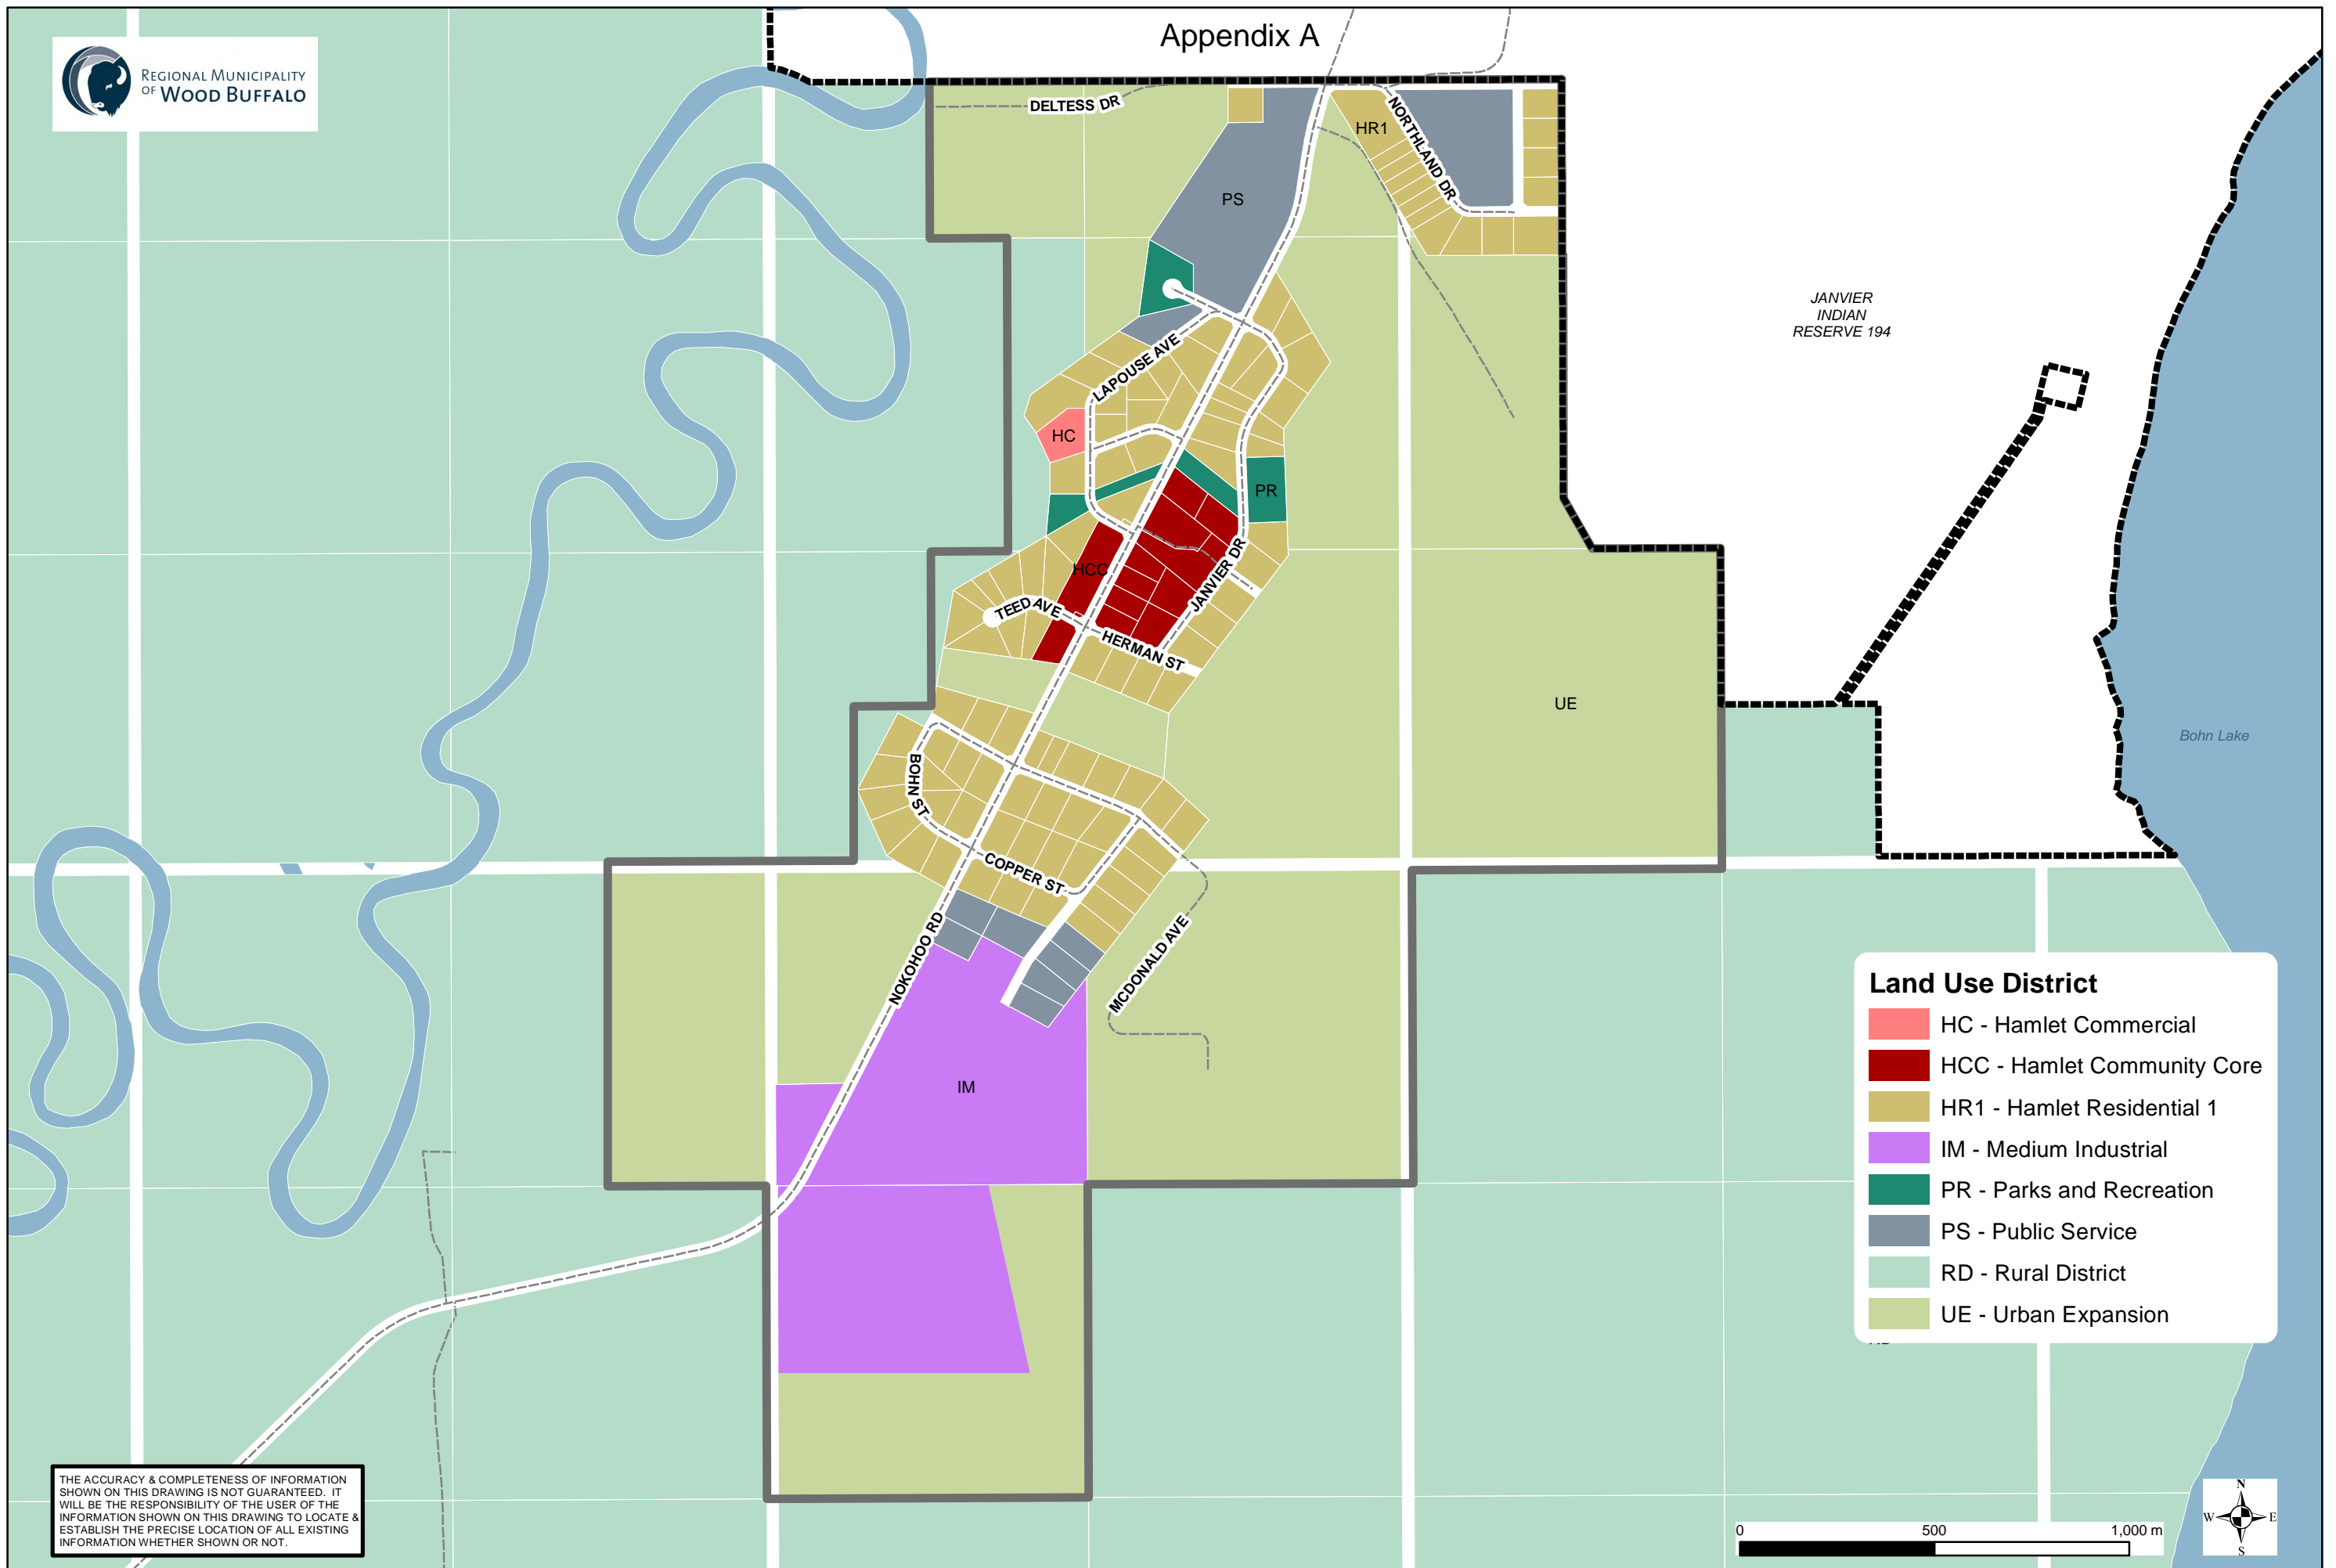 Appendix A
REGIONAL MUNICIPALITY
OF WOOD BUFFALO
DELTESS DR
HR1
NORTHLAND DR
PS
JANVIER
INDIAN
RESERVE 194
LAPOUSE AVE
HC
PR
HCC
JANVIER DR
TEED AVE
HERMAN ST
UE
Bohn Lake
BOHN ST
COPPER ST
NOKOHOO RD
MCDONALD AVE
IM
Land Use District
HC - Hamlet Commercial
HCC - Hamlet Community Core
HR1 - Hamlet Residential 1
IM - Medium Industrial
PR - Parks and Recreation
PS - Public Service
RD - Rural District
UE - Urban Expansion
THE ACCURACY & COMPLETENESS OF INFORMATION
SHOWN ON THIS DRAWING IS NOT GUARANTEED. IT
WILL BE THE RESPONSIBILITY OF THE USER OF THE
INFORMATION SHOWN ON THIS DRAWING TO LOCATE &
ESTABLISH THE PRECISE LOCATION OF ALL EXISTING
INFORMATION WHETHER SHOWN OR NOT.
0 500 1,000 m
N
W E
S